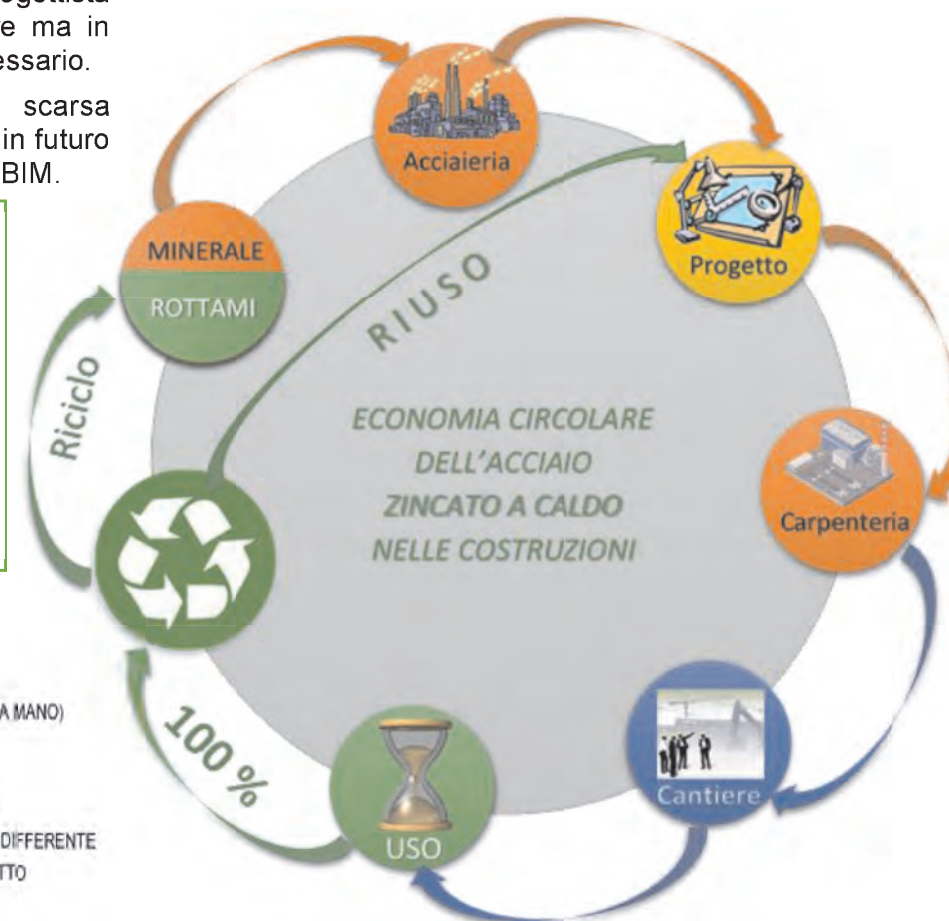 ogettista
e ma in
essario.
scarsa
in futuro
BIM.
Acciaieria
Progetto
MINERALE
ROTTAMI
RIUSO
Riciclo
ECONOMIA CIRCOLARE
DELL'ACCIAIO
ZINCATO A CALDO
NELLE COSTRUZIONI
Carpenteria
Cantiere
USO
100 %
A MANO)
DIFFERENTE
TTO